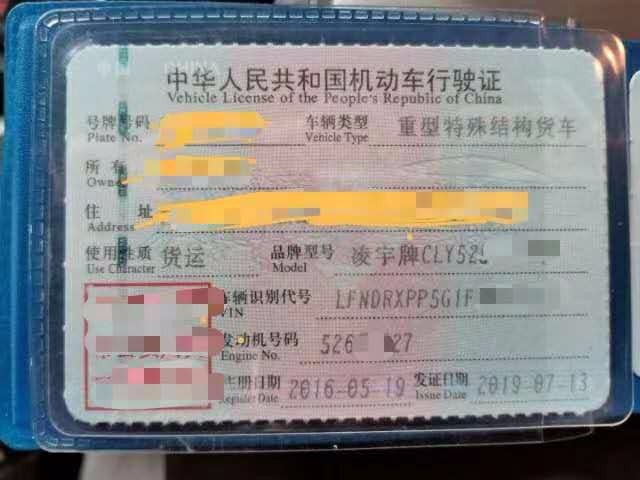 中华人民共和国机动车行驶证
Vehicle License of the People's Republic of China
号牌号码 车辆类型 重型特殊结构货车
Plate No. Vehicle Type
所有
Owne
住 址
Address
使用性质 货运 品牌型号 凌宇牌CLY52
Use Character Model
车辆识别代号 LFNDRXPP5G1F
VIN
发动机号码 526 27
Engine No.
注册日期 2016-05-19 发证日期 2019-07-13
Register Date Issue Date